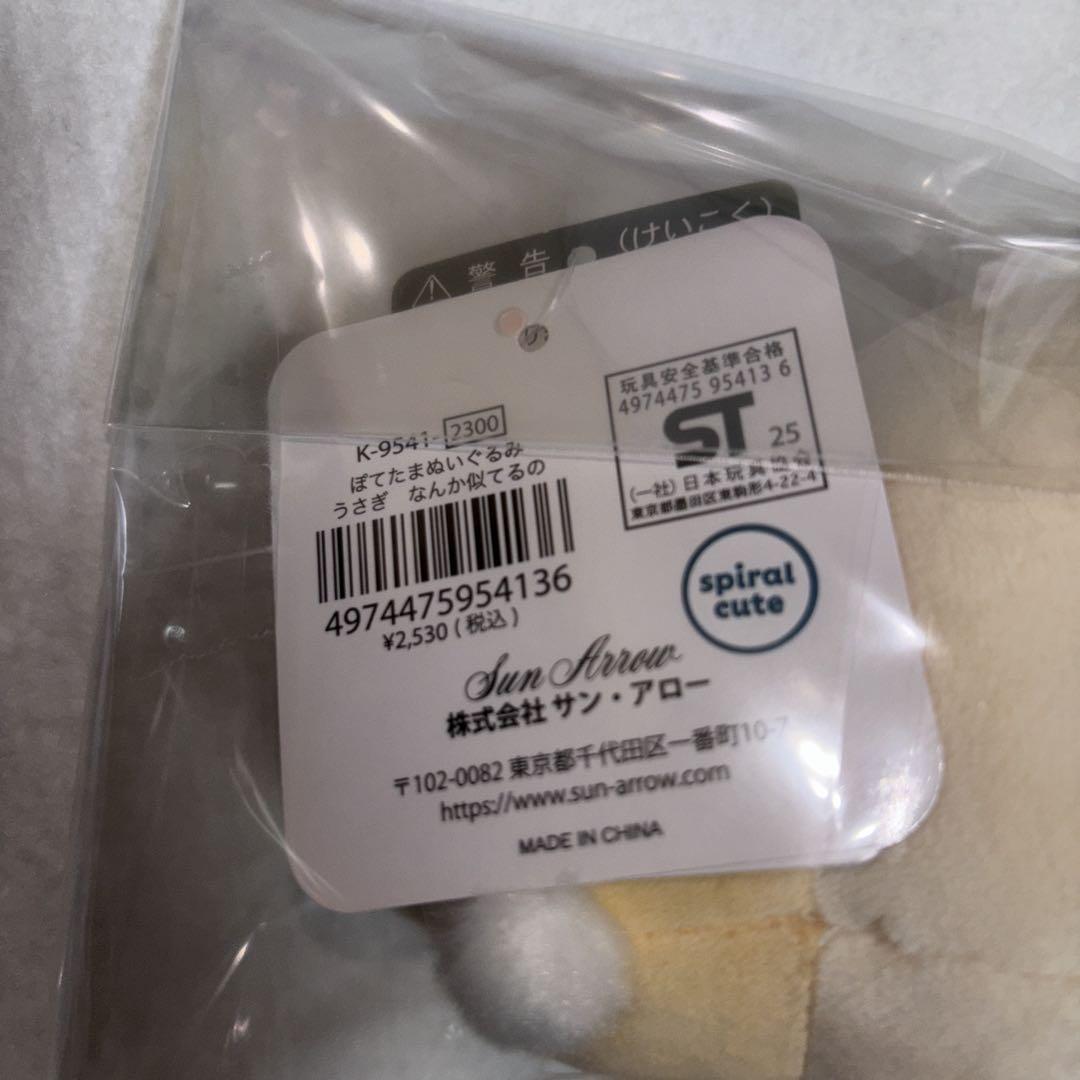 警告 (けいこく)
K-9541- 2300
ぽてたまぬいぐるみ
うさぎ なんか似てるの
4974475954136
¥2,530 (税込)
玩具安全基準合格
4974475 95413 6
ST 25
(一社)日本玩具協会
東京都墨田区東駒形4-22-4
spiral
cute
Sun Arrow
株式会社 サン・アロー
〒102-0082 東京都千代田区一番町10-7
https://www.sun-arrow.com
MADE IN CHINA